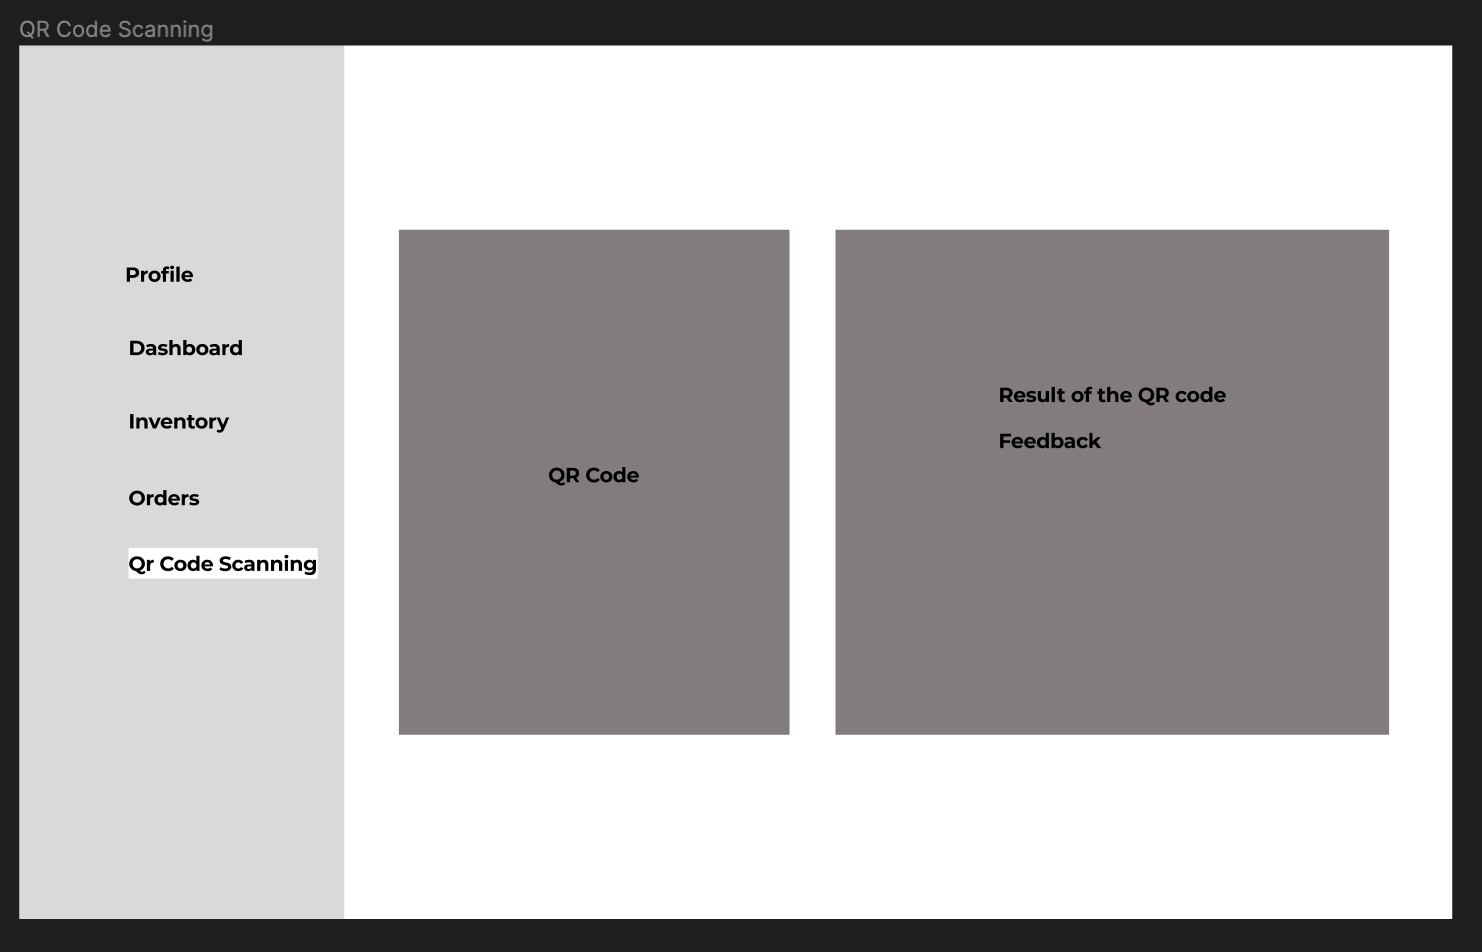 QR Code Scanning
Profile
Dashboard
Inventory
Orders
Qr Code Scanning
QR Code
Result of the QR code
Feedback